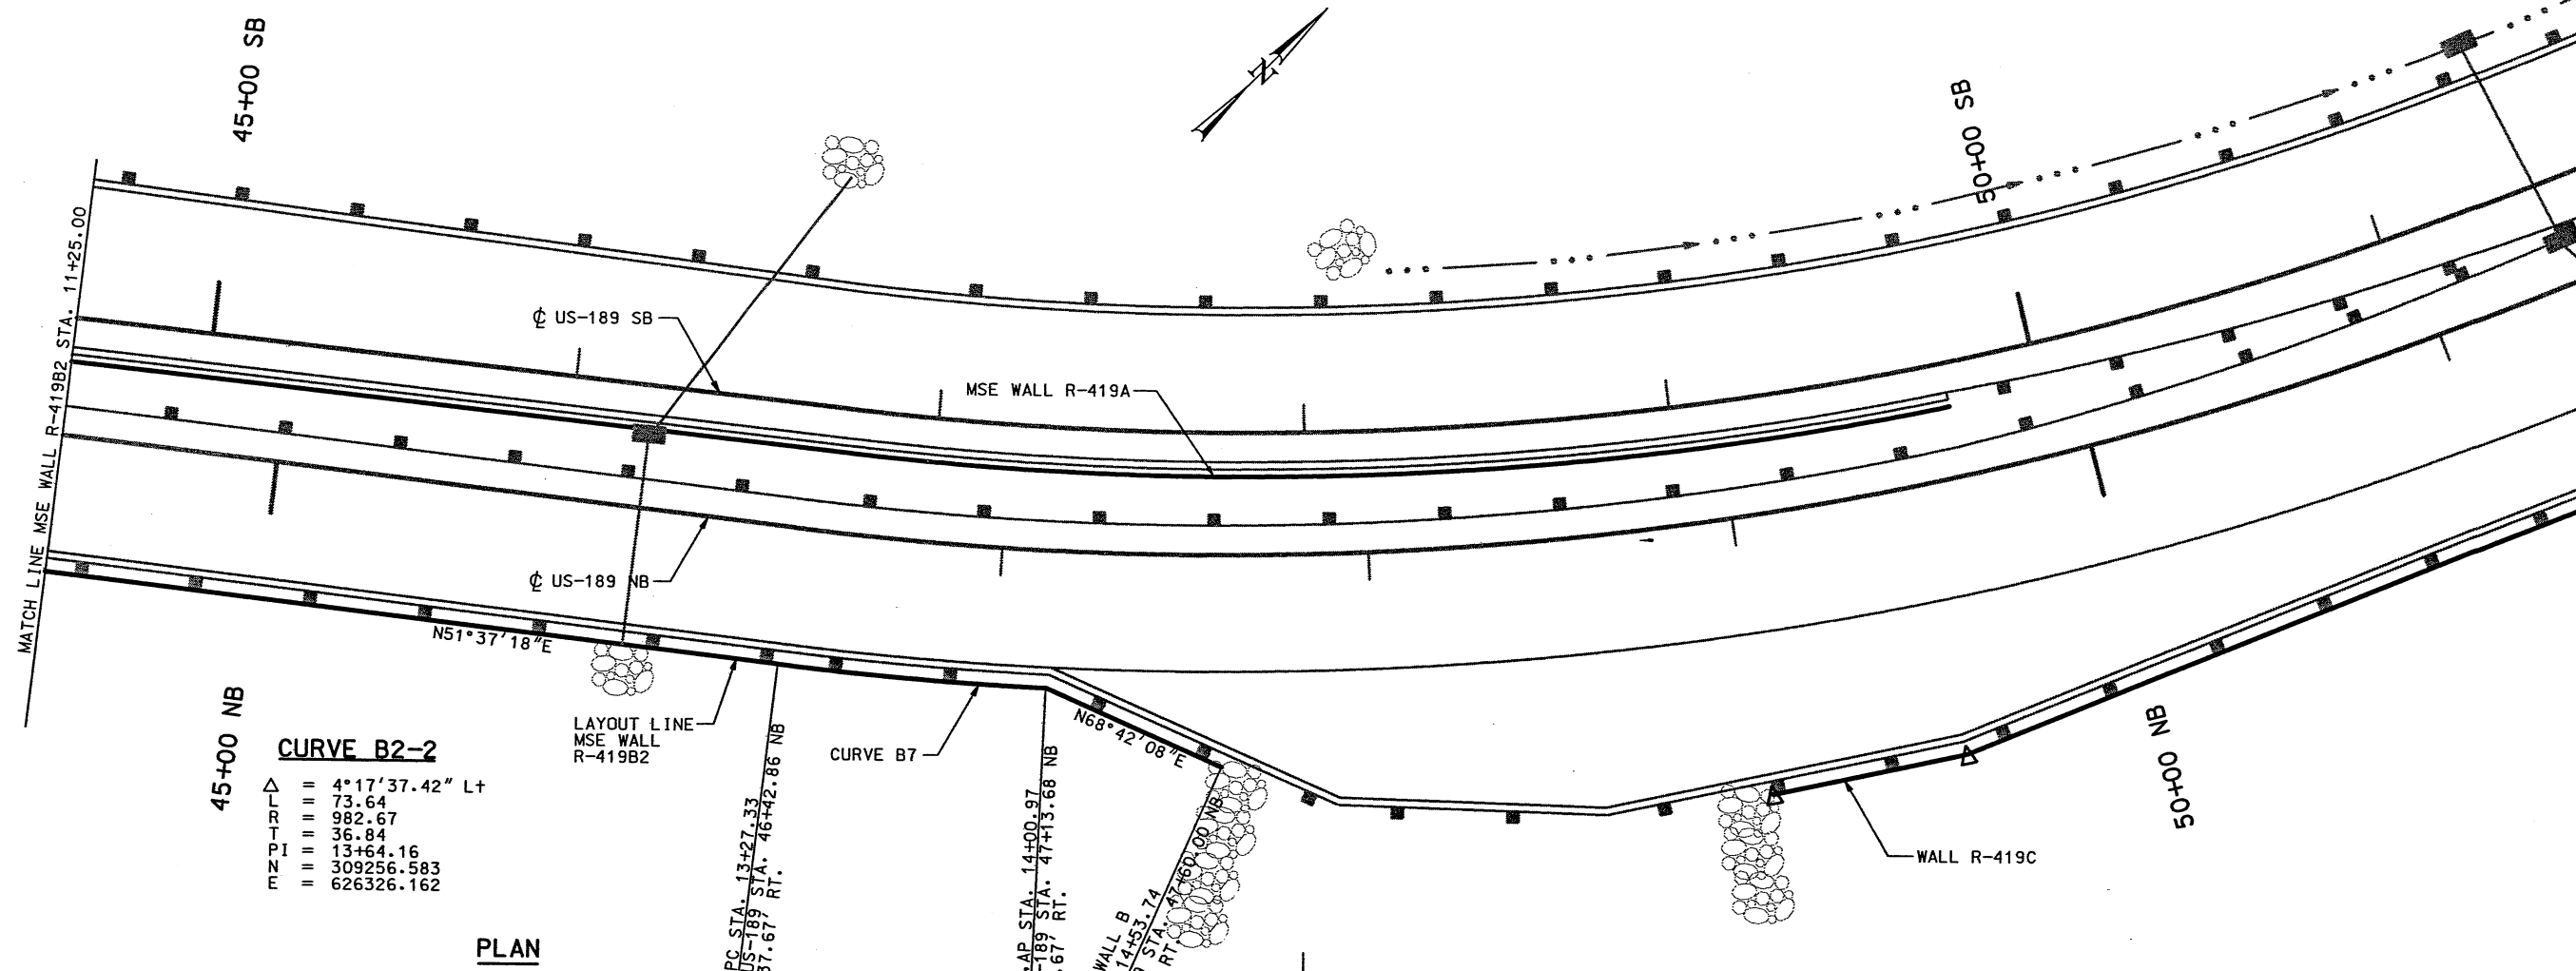 45+00 SB
N
50+00 SB
MATCH LINE MSE WALL R-419B2 STA. 11+25.00
℄ US-189 SB
MSE WALL R-419A
℄ US-189 NB
N51°37'18"E
LAYOUT LINE
MSE WALL
R-419B2
CURVE B7
N68°42'08"E
WALL R-419C
45+00 NB
50+00 NB
CURVE B2-2
Δ = 4°17'37.42" Lt
L = 73.64
R = 982.67
T = 36.84
PI = 13+64.16
N = 309256.583
E = 626326.162
PC STA. 13+27.33
US-189 STA. 46+42.86 NB
37.67' RT.
,AP STA. 14+00.97
-189 STA. 47+13.68 NB
.67' RT.
WALL B
14+53.74
STA. 47+60.00 NB
RT.
PLAN